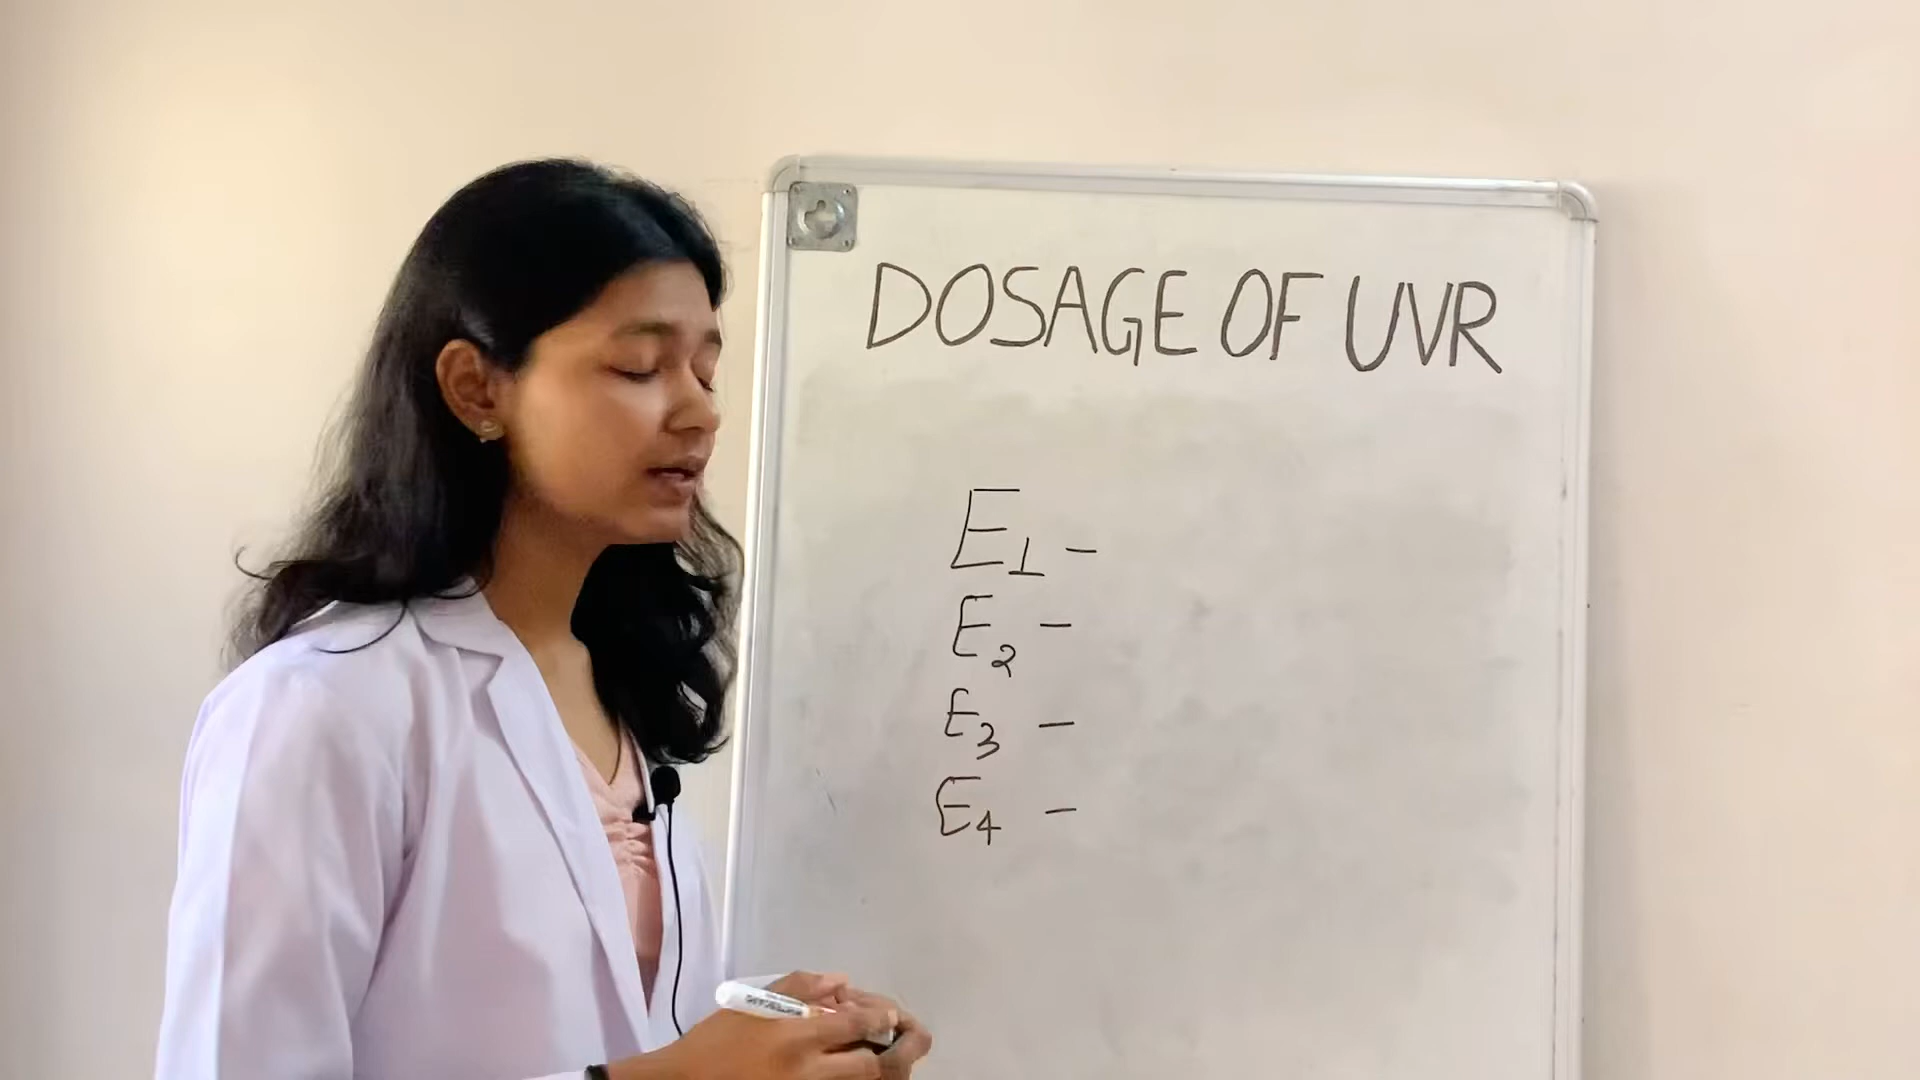 DOSAGE OF UVR
E₁ -
E₂ -
E₃ -
E₄ -